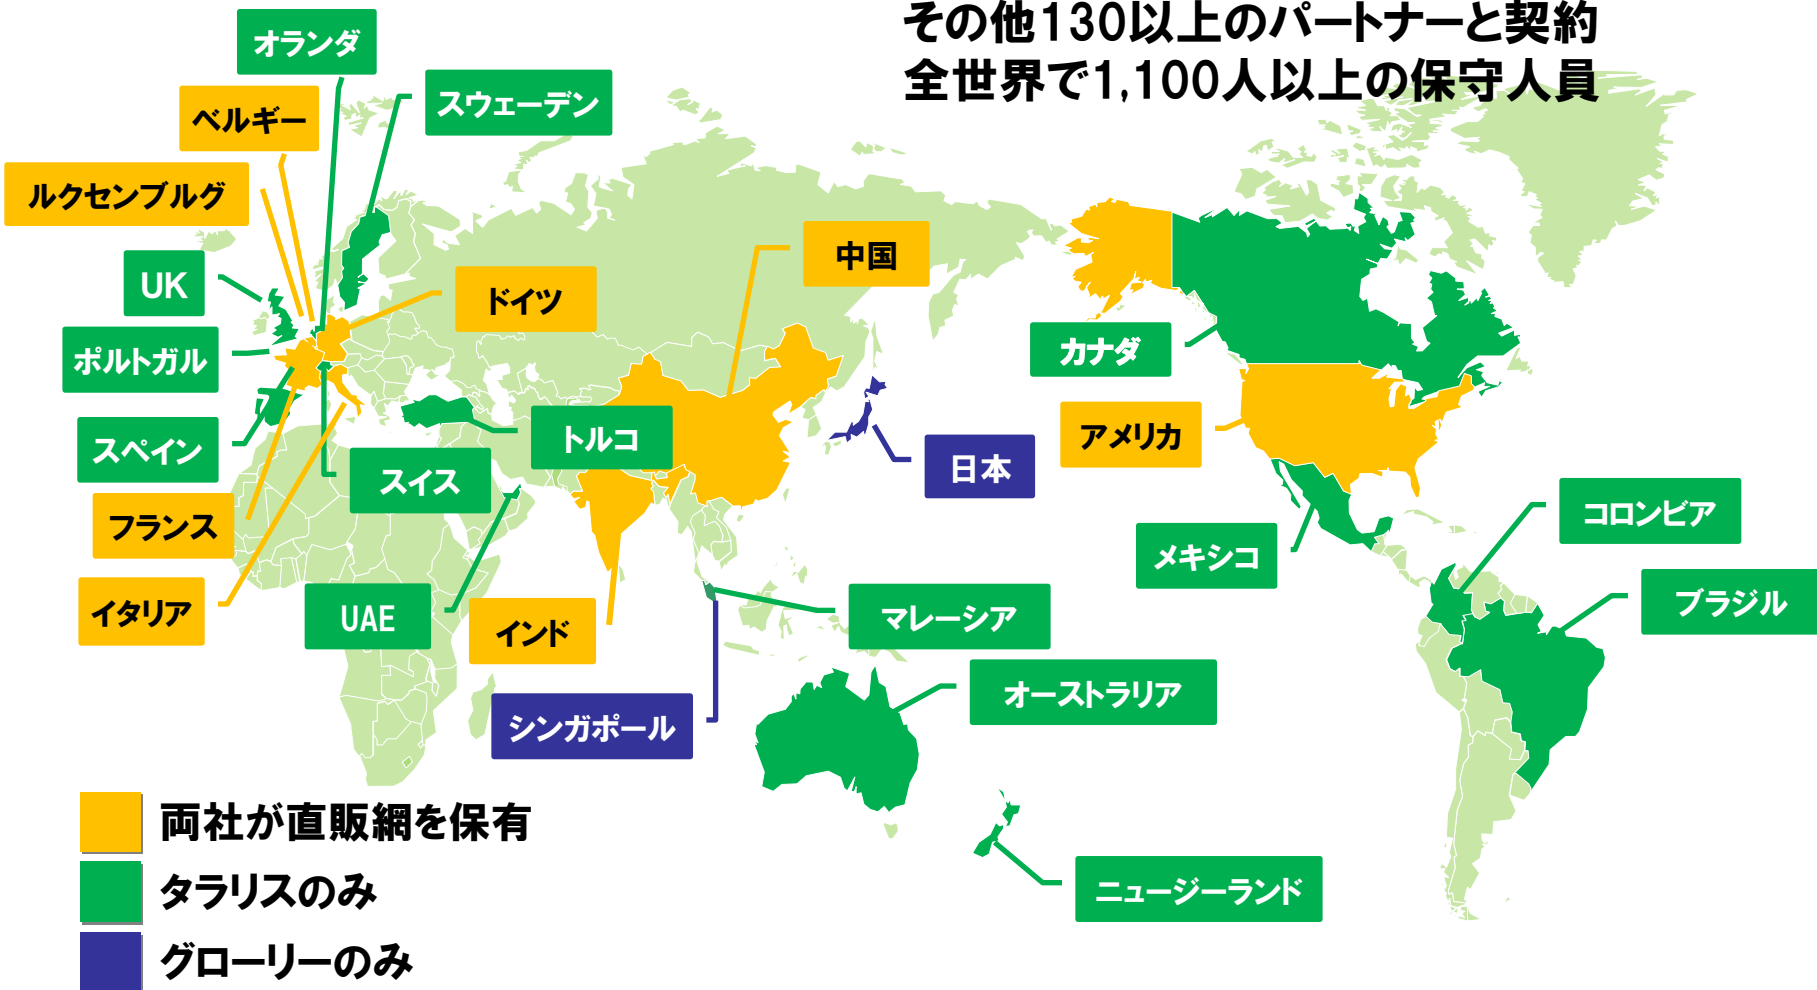 その他130以上のパートナーと契約
全世界で1,100人以上の保守人員
オランダ
スウェーデン
ベルギー
ルクセンブルグ
UK
ドイツ
中国
ポルトガル
カナダ
スペイン
トルコ
アメリカ
日本
スイス
フランス
コロンビア
メキシコ
イタリア
UAE
インド
マレーシア
ブラジル
オーストラリア
シンガポール
ニュージーランド
両社が直販網を保有
タラリスのみ
グローリーのみ